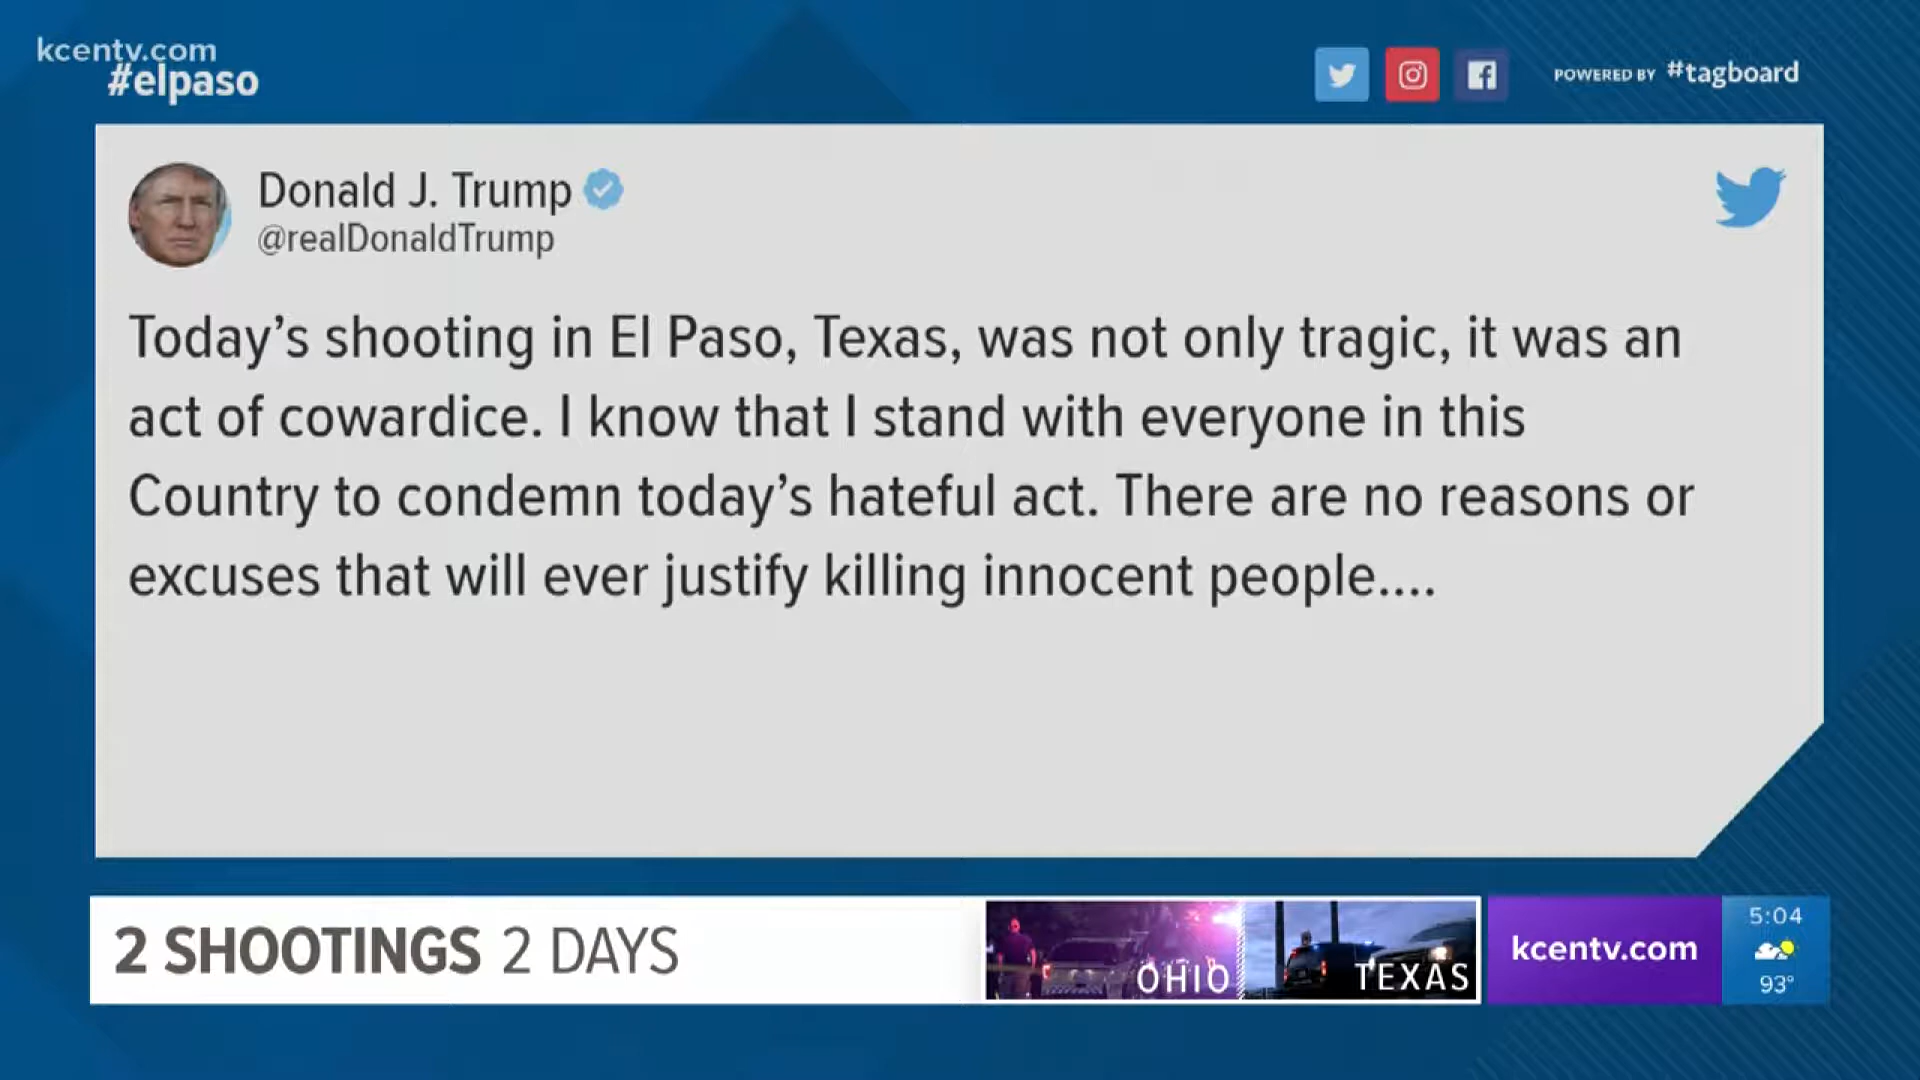 kcentv.com
#elpaso
POWERED BY #tagboard
Donald J. Trump
@realDonaldTrump
Today’s shooting in El Paso, Texas, was not only tragic, it was an
act of cowardice. I know that I stand with everyone in this
Country to condemn today’s hateful act. There are no reasons or
excuses that will ever justify killing innocent people....
2 SHOOTINGS 2 DAYS
OHIO
TEXAS
kcentv.com
5:04
93°